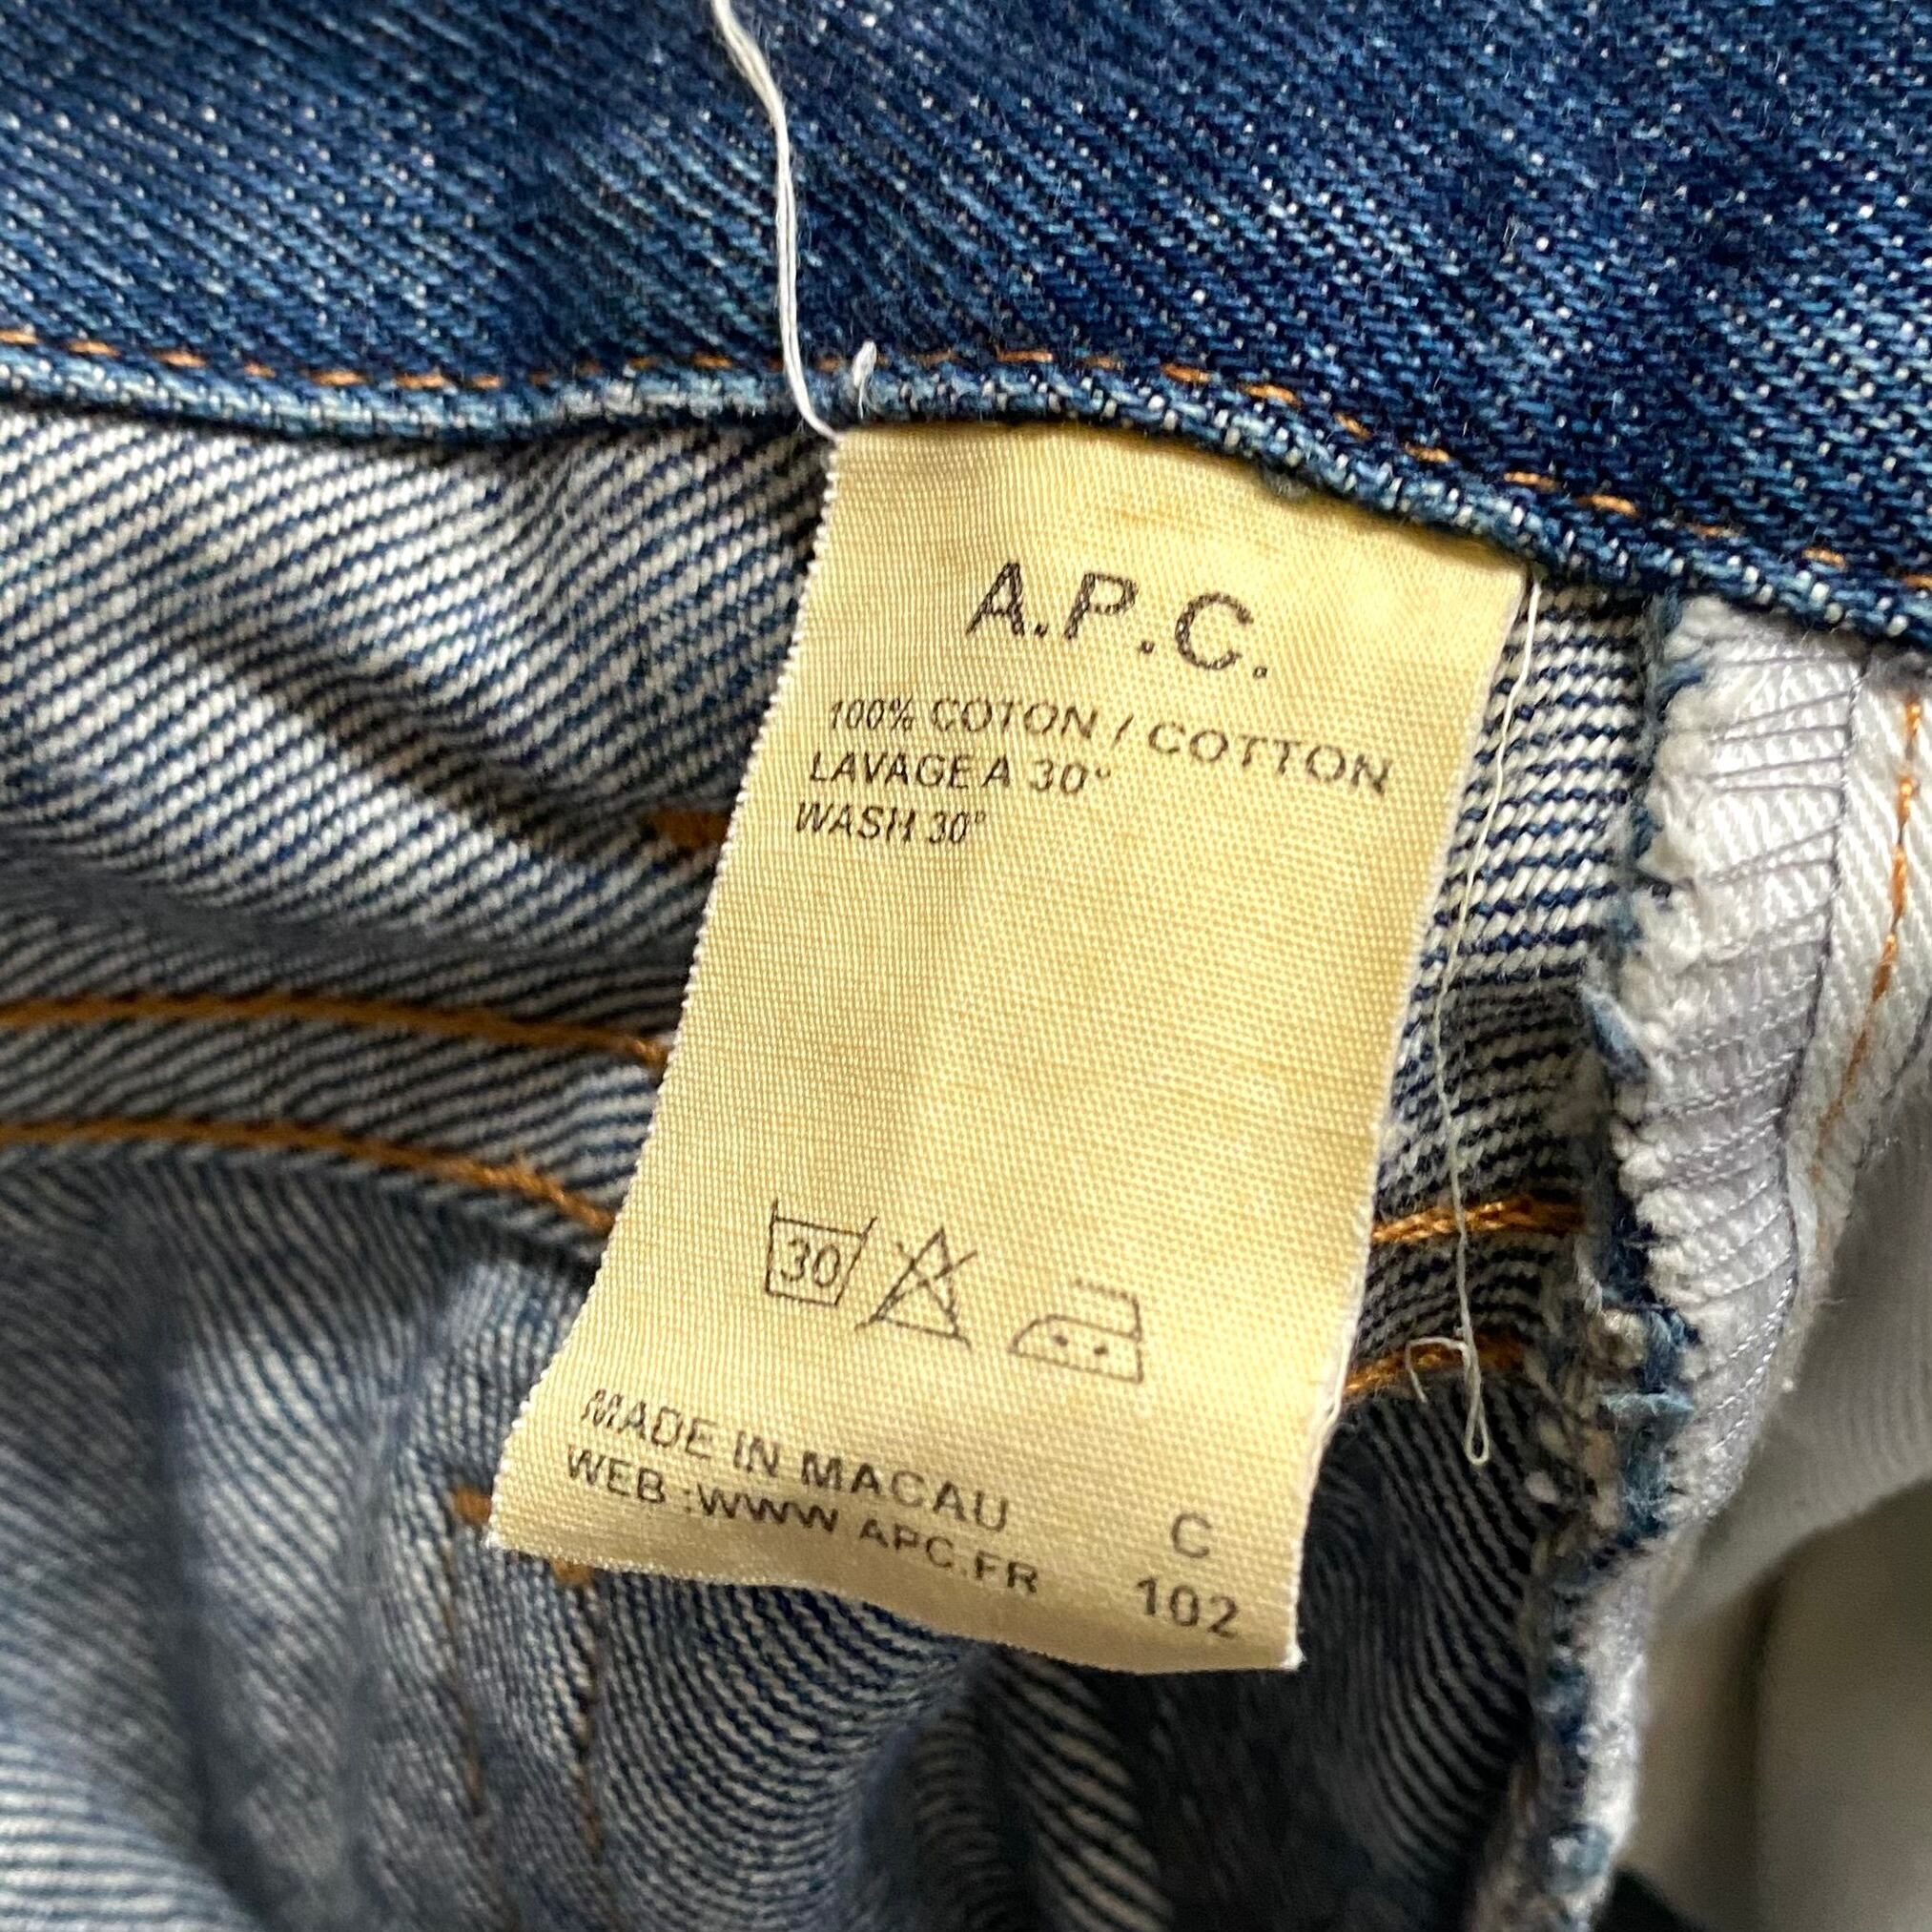 A.P.C.
100% COTON / COTTON
LAVAGE A 30°
WASH 30°
30
MADE IN MACAU
WEB :WWW APC.FR
C
102